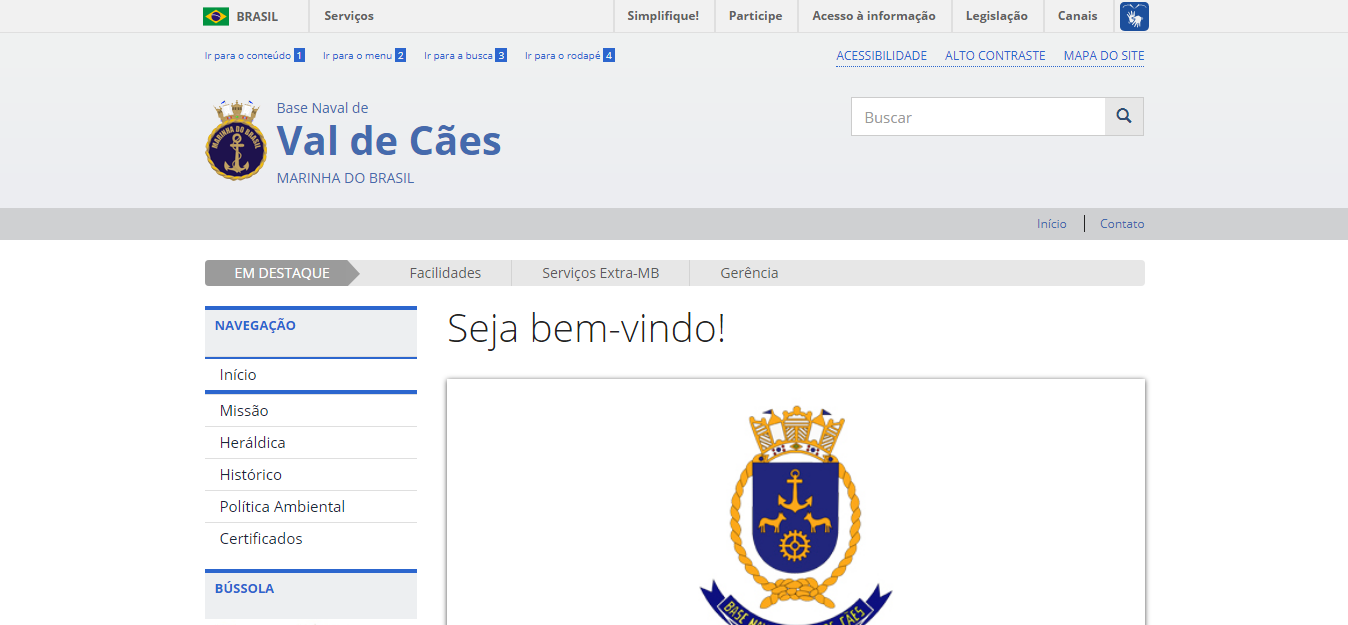 BRASIL Serviços Simplifique! Participe Acesso à informação Legislação Canais
Ir para o conteúdo 1 Ir para o menu 2 Ir para a busca 3 Ir para o rodapé 4 ACESSIBILIDADE ALTO CONTRASTE MAPA DO SITE
Base Naval de
Val de Cães
MARINHA DO BRASIL
MARINHA DO BRASIL
Buscar
Início Contato
EM DESTAQUE Facilidades Serviços Extra-MB Gerência
NAVEGAÇÃO
Início
Missão
Heráldica
Histórico
Política Ambiental
Certificados
BÚSSOLA
Seja bem-vindo!
BASE CÃES